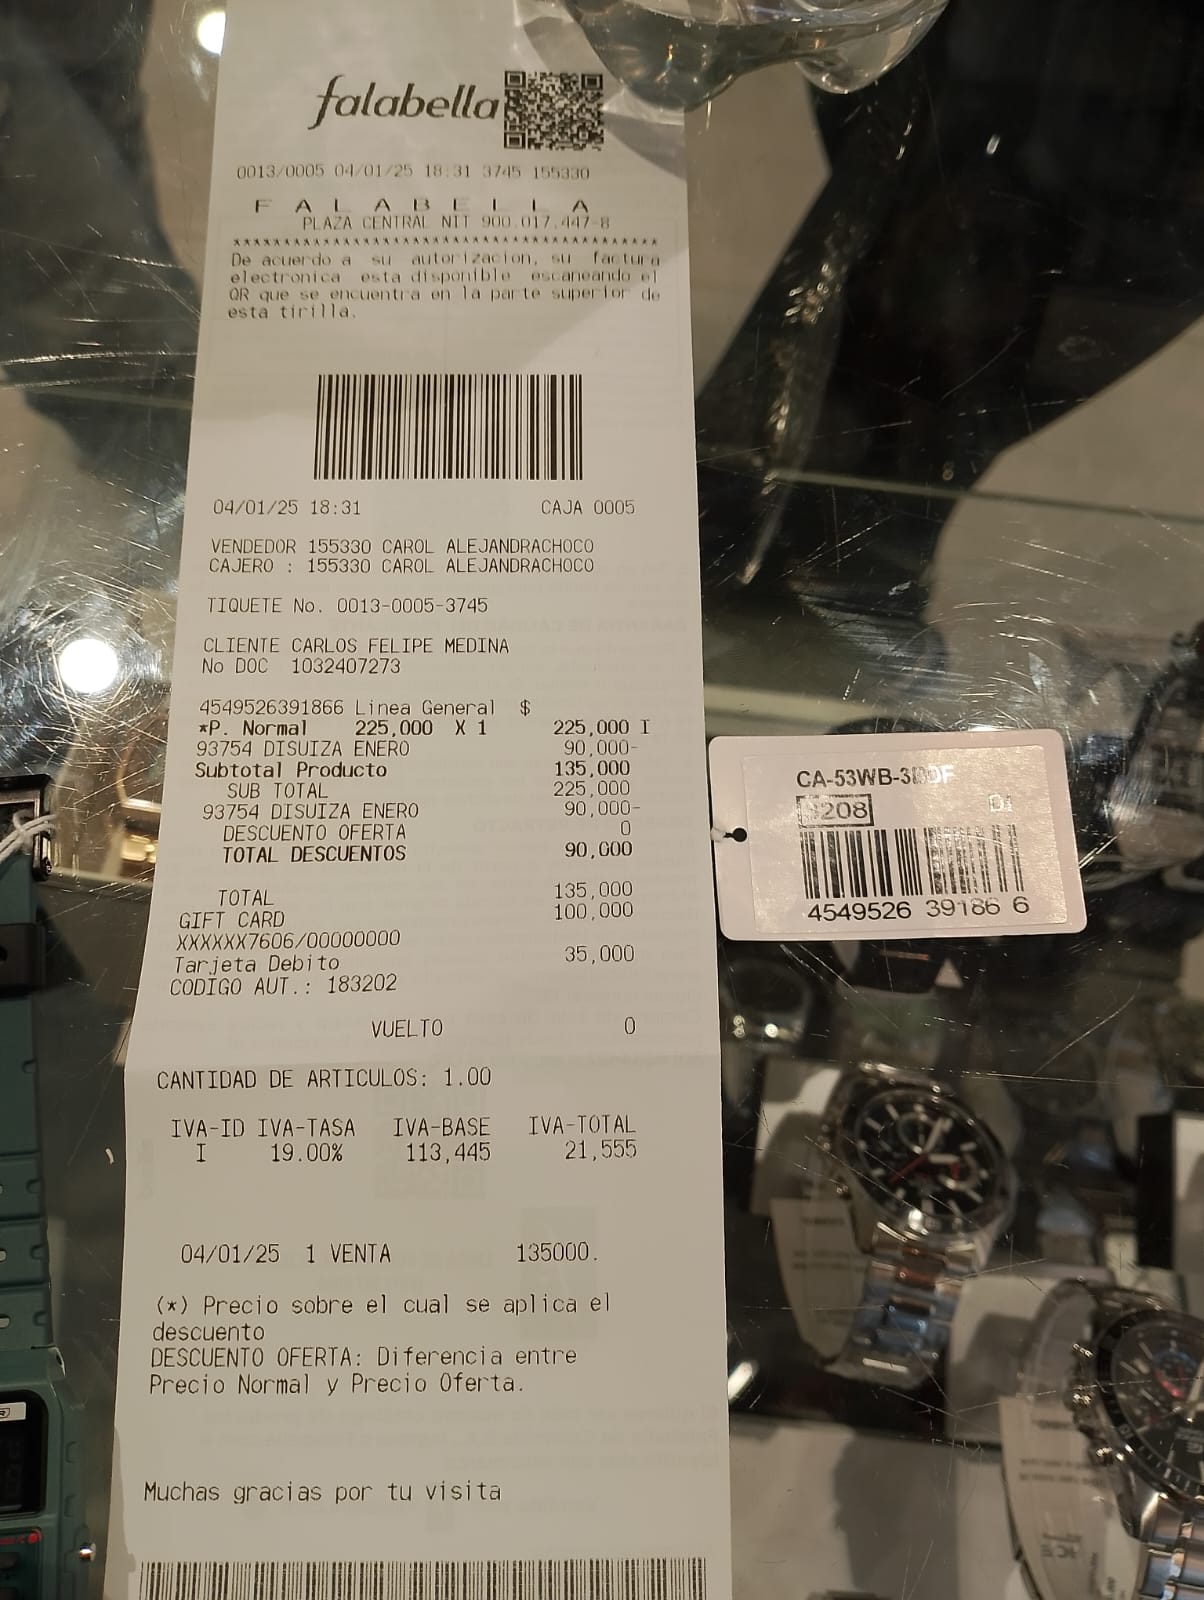 falabella
0013/0005 04/01/25 18:31 3745 155330
F A L A B E L L A
PLAZA CENTRAL NIT 900.017.447-8
De acuerdo a su autorizacion, su factura
electronica esta disponible escaneando el
QR que se encuentra en la parte superior de
esta tirilla.
04/01/25 18:31 CAJA 0005
VENDEDOR 155330 CAROL ALEJANDRACHOCO
CAJERO : 155330 CAROL ALEJANDRACHOCO
TIQUETE No. 0013-0005-3745
CLIENTE CARLOS FELIPE MEDINA
No DOC 1032407273
4549526391866 Linea General $
*P. Normal 225,000 X 1 225,000 I
93754 DISUIZA ENERO 90,000-
Subtotal Producto 135,000
SUB TOTAL 225,000
93754 DISUIZA ENERO 90,000-
DESCUENTO OFERTA 0
TOTAL DESCUENTOS 90,000
TOTAL 135,000
GIFT CARD 100,000
XXXXXX7606/00000000
Tarjeta Debito 35,000
CODIGO AUT.: 183202
VUELTO 0
CANTIDAD DE ARTICULOS: 1.00
IVA-ID IVA-TASA IVA-BASE IVA-TOTAL
I 19.00% 113,445 21,555
04/01/25 1 VENTA 135000.
(*) Precio sobre el cual se aplica el
descuento
DESCUENTO OFERTA: Diferencia entre
Precio Normal y Precio Oferta.
Muchas gracias por tu visita
4549526 39186 6